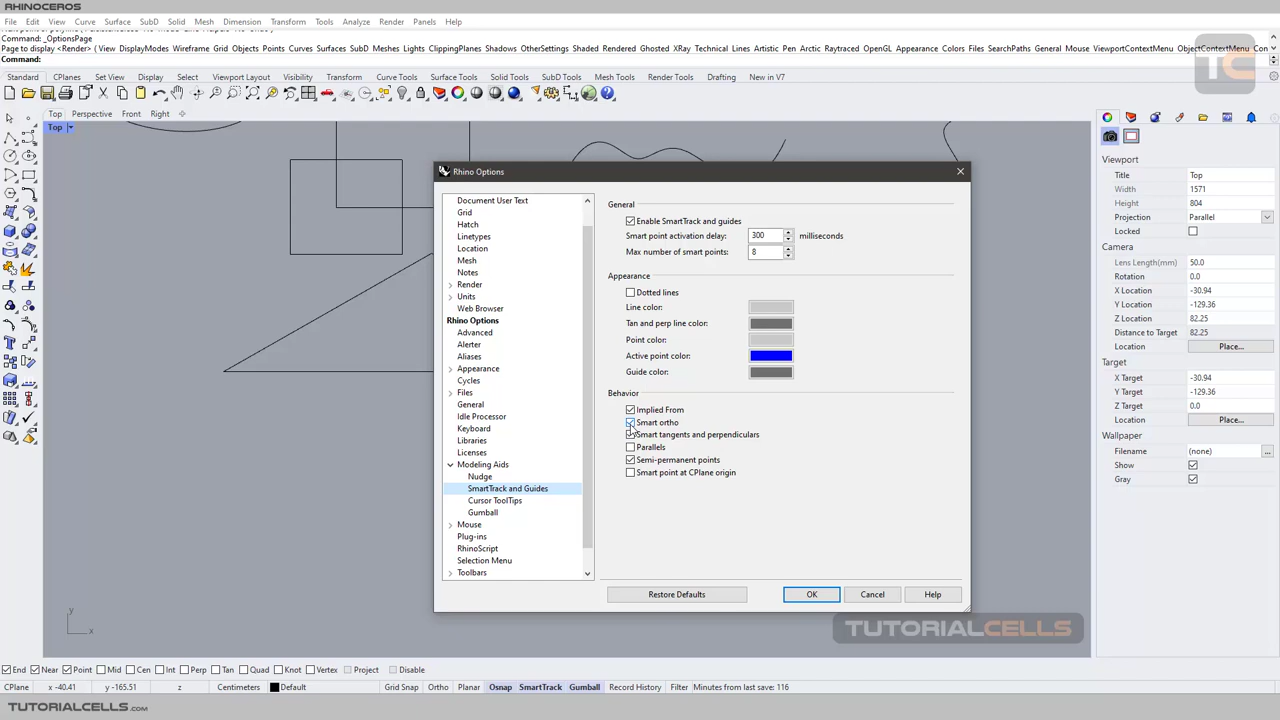 RHINOCEROS
File Edit View Curve Surface SubD Solid Mesh Dimension Transform Tools Analyze Render Panels Help
Command: _OptionsPage
Page to display <Render> ( View DisplayModes Wireframe Grid Objects Points Curves Surfaces SubD Meshes Lights ClippingPlanes Shadows OtherSettings Shaded Rendered Ghosted XRay Technical Lines Artistic Pen Arctic Raytraced OpenGL Appearance Colors Files SearchPaths General Mouse ViewportContextMenu ObjectContextMenu Con
Command:
TC
Standard CPlanes Set View Display Select Viewport Layout Visibility Transform Curve Tools Surface Tools Solid Tools SubD Tools Mesh Tools Render Tools Drafting New in V7
Top Perspective Front Right
Top
Rhino Options
Document User Text
Grid
Hatch
Linetypes
Location
Mesh
Notes
Render
Units
Web Browser
Rhino Options
Advanced
Alerter
Aliases
Appearance
Cycles
Files
General
Idle Processor
Keyboard
Libraries
Licenses
Modeling Aids
Nudge
SmartTrack and Guides
Cursor ToolTips
Gumball
Mouse
Plug-ins
RhinoScript
Selection Menu
Toolbars
General
Enable SmartTrack and guides
Smart point activation delay: 300 milliseconds
Max number of smart points: 8
Appearance
Dotted lines
Line color:
Tan and perp line color:
Point color:
Active point color:
Guide color:
Behavior
Implied From
Smart ortho
Smart tangents and perpendiculars
Parallels
Semi-permanent points
Smart point at CPlane origin
Restore Defaults OK Cancel Help
Viewport
Title Top
Width 1571
Height 804
Projection Parallel
Locked
Camera
Lens Length(mm) 50.0
Rotation 0.0
X Location -30.94
Y Location -129.36
Z Location 82.25
Distance to Target 82.25
Location Place...
Target
X Target -30.94
Y Target -129.36
Z Target 0.0
Location Place...
Wallpaper
Filename (none) ...
Show
Gray
y
x
TUTORIALCELLS
End Near Point Mid Cen Int Perp Tan Quad Knot Vertex Project Disable
CPlane x -40.41 y -165.51 z Centimeters Default Grid Snap Ortho Planar Osnap SmartTrack Gumball Record History Filter Minutes from last save: 116
TUTORIALCELLS.com